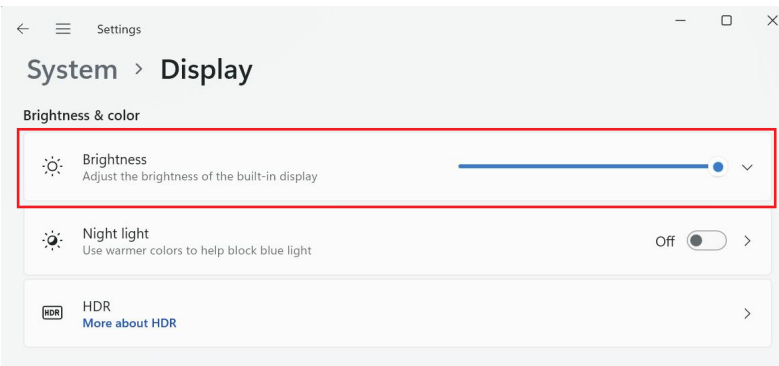 Settings
System > Display
Brightness & color
Brightness
Adjust the brightness of the built-in display
Night light
Use warmer colors to help block blue light
Off
HDR
HDR
More about HDR